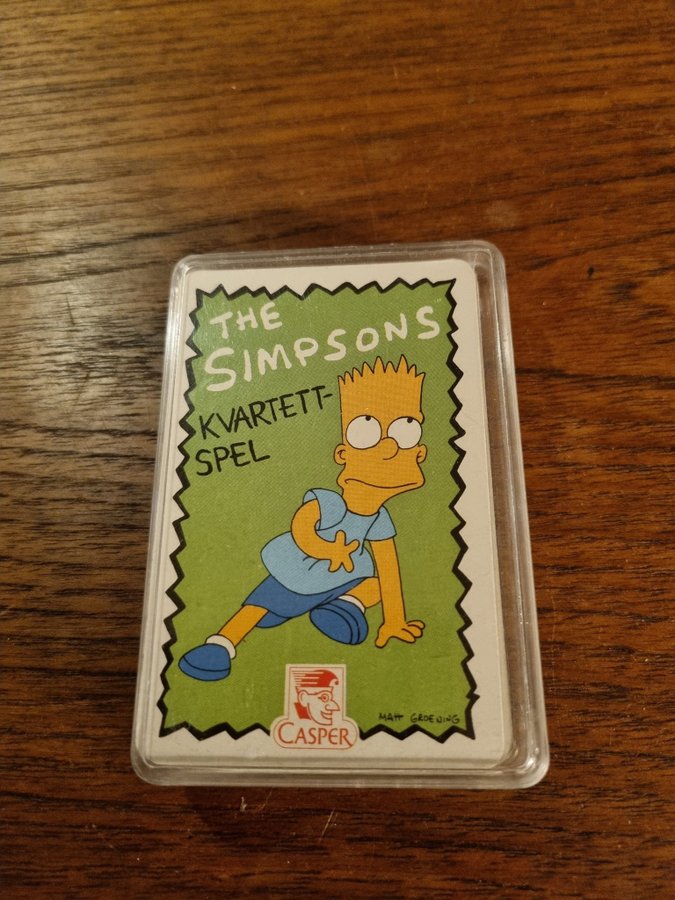 THE
SIMPSONS
KVARTETT-
SPEL
CASPER
MATT GROENING